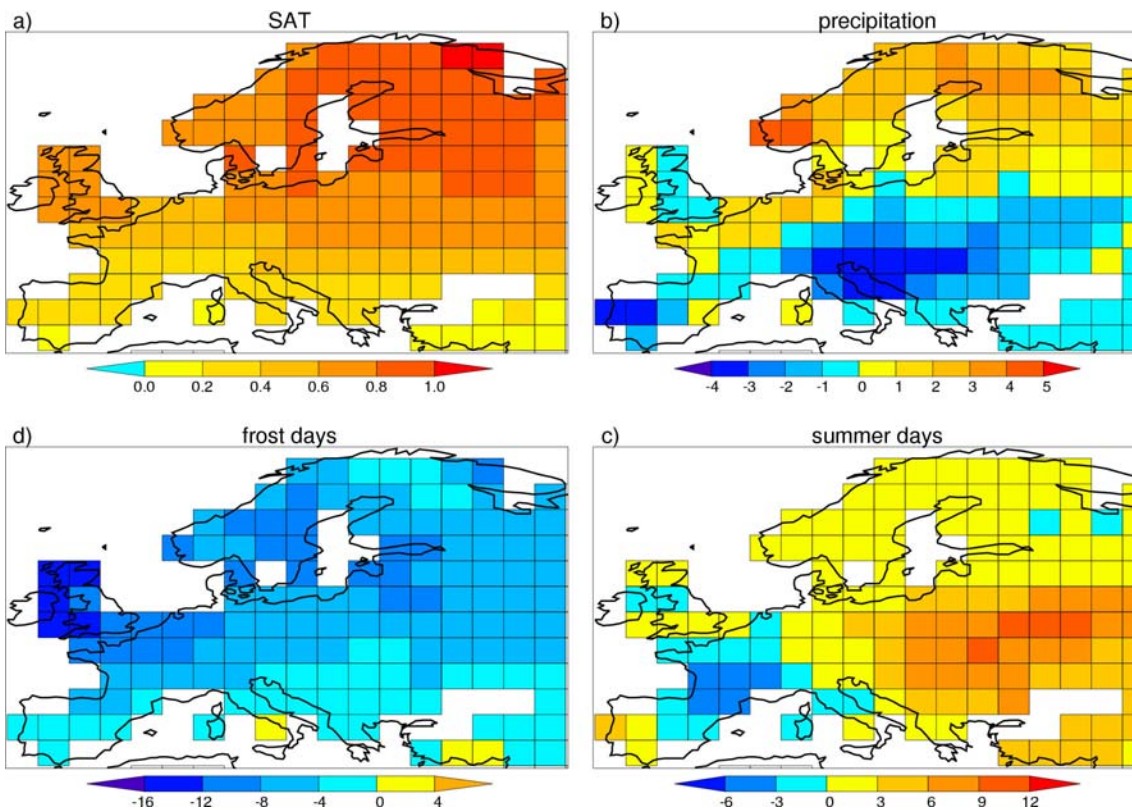 a) SAT
b) precipitation
0.0 0.2 0.4 0.6 0.8 1.0
-4 -3 -2 -1 0 1 2 3 4 5
d) frost days
c) summer days
-16 -12 -8 -4 0 4
-6 -3 0 3 6 9 12